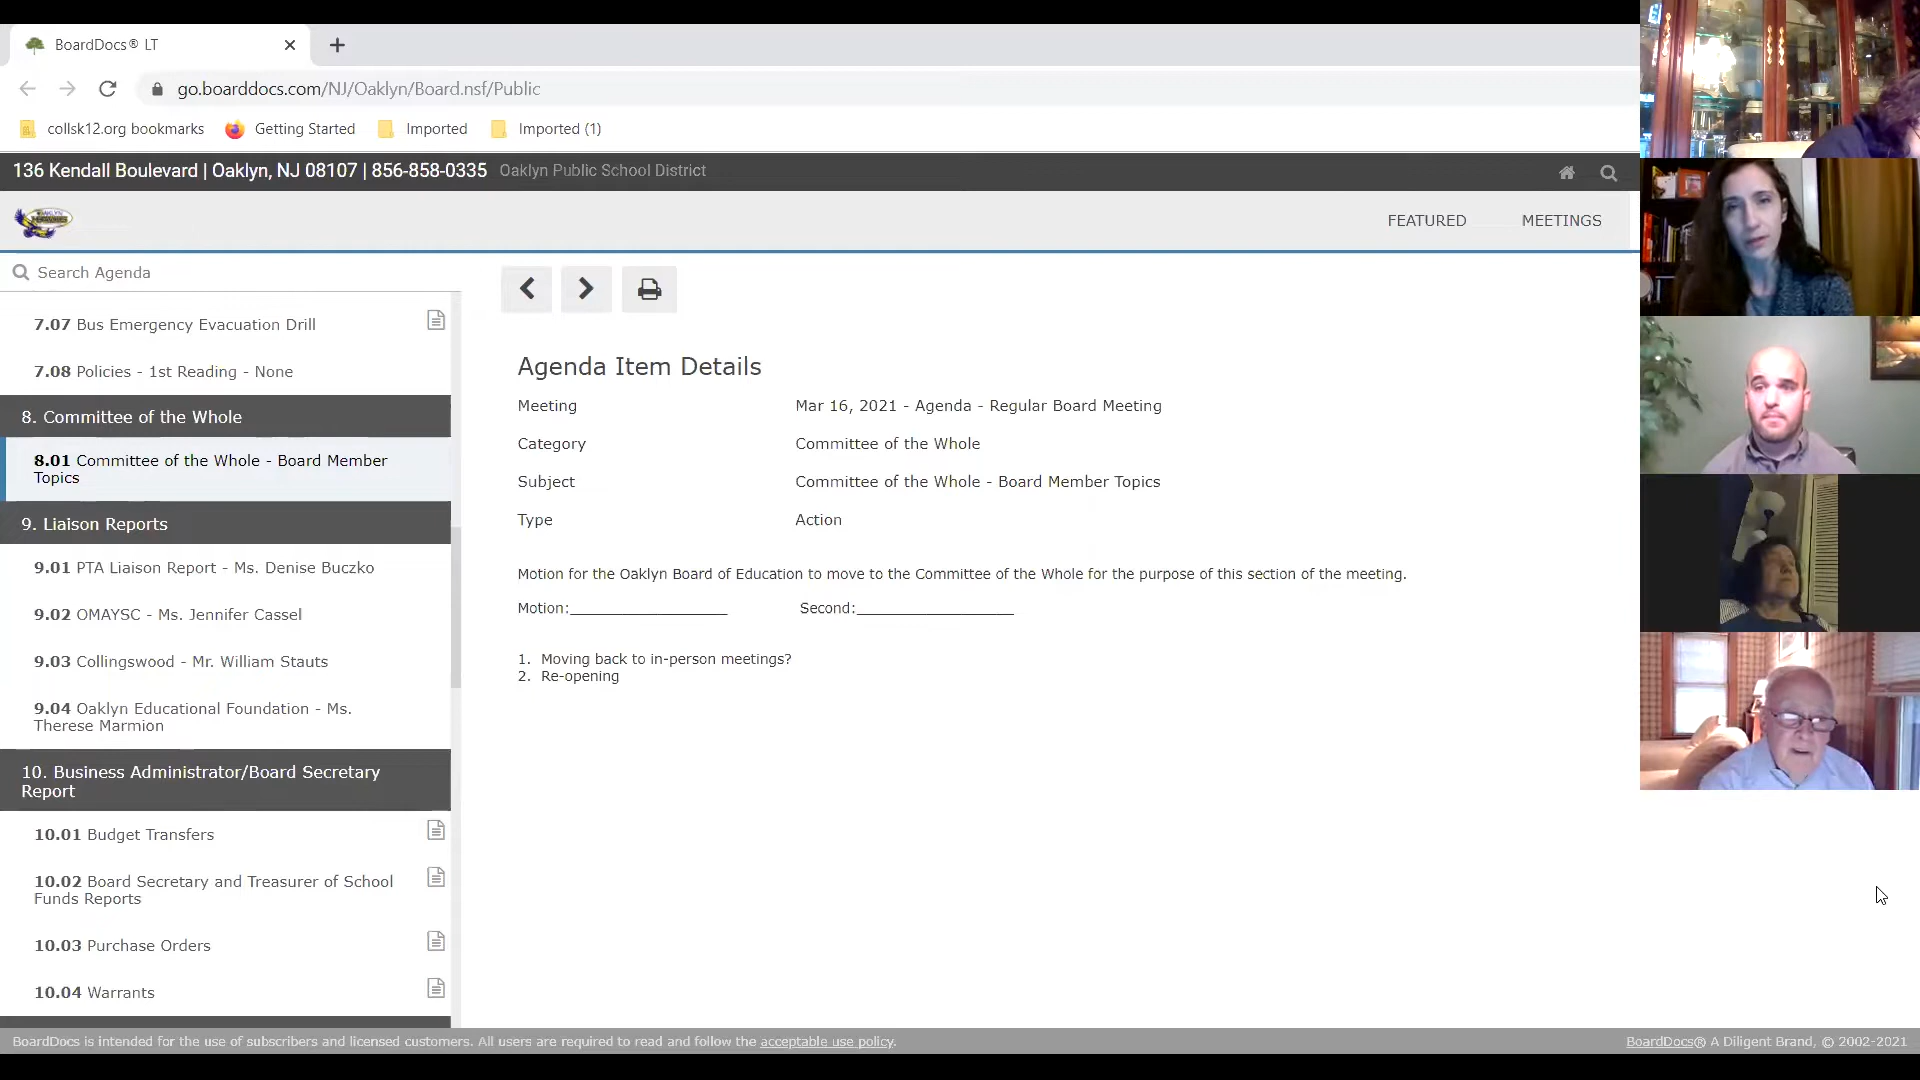 BoardDocs® LT
go.boarddocs.com/NJ/Oaklyn/Board.nsf/Public
collsk12.org bookmarks Getting Started Imported Imported (1)
136 Kendall Boulevard | Oaklyn, NJ 08107 | 856-858-0335 Oaklyn Public School District
FEATURED MEETINGS
Search Agenda
7.07 Bus Emergency Evacuation Drill
7.08 Policies - 1st Reading - None
8. Committee of the Whole
8.01 Committee of the Whole - Board Member
Topics
9. Liaison Reports
9.01 PTA Liaison Report - Ms. Denise Buczko
9.02 OMAYSC - Ms. Jennifer Cassel
9.03 Collingswood - Mr. William Stauts
9.04 Oaklyn Educational Foundation - Ms.
Therese Marmion
10. Business Administrator/Board Secretary
Report
10.01 Budget Transfers
10.02 Board Secretary and Treasurer of School
Funds Reports
10.03 Purchase Orders
10.04 Warrants
Agenda Item Details
Meeting Mar 16, 2021 - Agenda - Regular Board Meeting
Category Committee of the Whole
Subject Committee of the Whole - Board Member Topics
Type Action
Motion for the Oaklyn Board of Education to move to the Committee of the Whole for the purpose of this section of the meeting.
Motion:__________________ Second:__________________
1. Moving back to in-person meetings?
2. Re-opening
BoardDocs is intended for the use of subscribers and licensed customers. All users are required to read and follow the acceptable use policy.
BoardDocs® A Diligent Brand, © 2002-2021